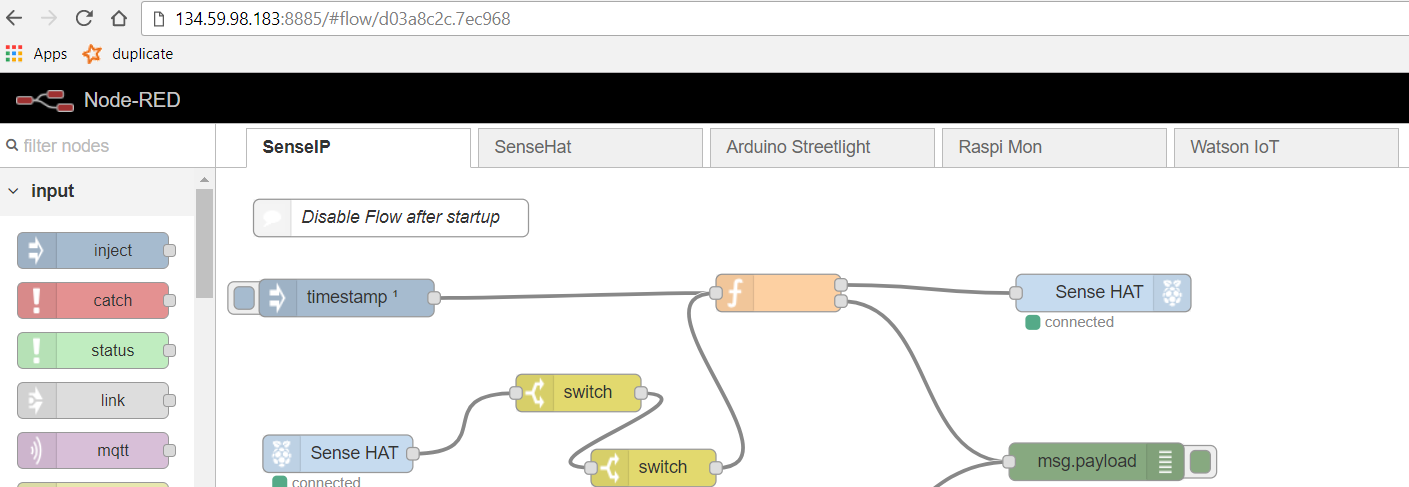 134.59.98.183:8885/#flow/d03a8c2c.7ec968
Apps duplicate
Node-RED
filter nodes
SenseIP SenseHat Arduino Streetlight Raspi Mon Watson IoT
input
Disable Flow after startup
inject
timestamp ¹
Sense HAT
catch
connected
status
link
switch
mqtt
Sense HAT
switch
msg.payload
connected